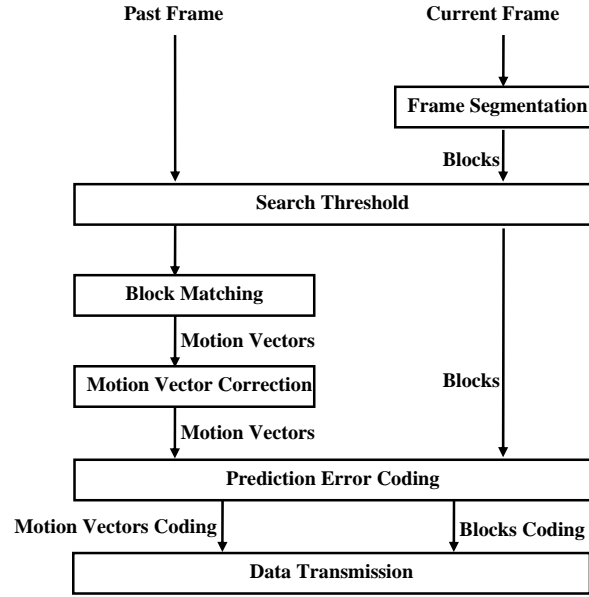 Past Frame
Current Frame
Frame Segmentation
Blocks
Search Threshold
Block Matching
Motion Vectors
Motion Vector Correction
Blocks
Motion Vectors
Prediction Error Coding
Motion Vectors Coding
Blocks Coding
Data Transmission